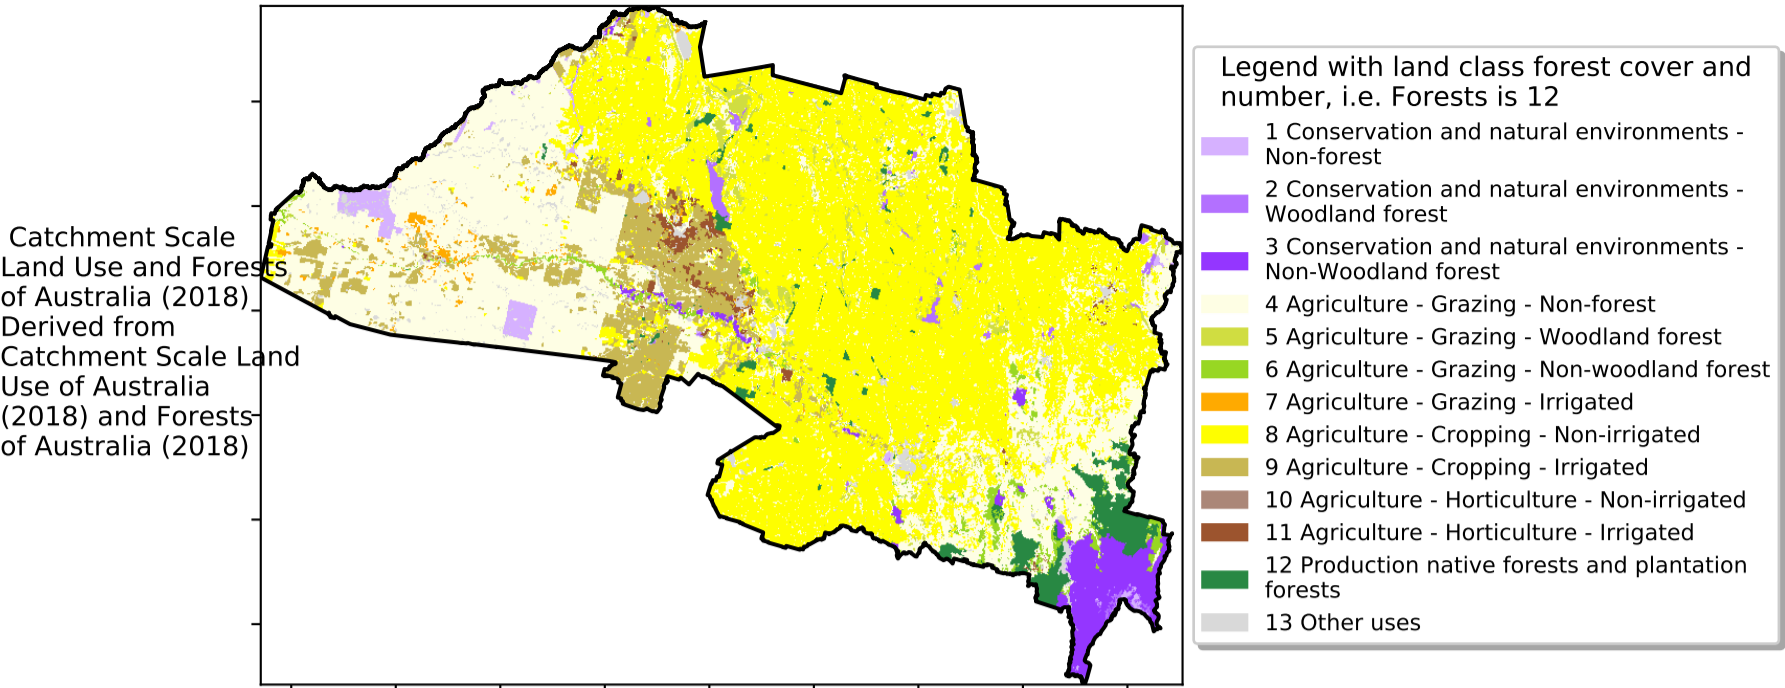 Catchment Scale
Land Use and Forests
of Australia (2018)
Derived from
Catchment Scale Land
Use of Australia
(2018) and Forests
of Australia (2018)
Legend with land class forest cover and
number, i.e. Forests is 12
1 Conservation and natural environments -
Non-forest
2 Conservation and natural environments -
Woodland forest
3 Conservation and natural environments -
Non-Woodland forest
4 Agriculture - Grazing - Non-forest
5 Agriculture - Grazing - Woodland forest
6 Agriculture - Grazing - Non-woodland forest
7 Agriculture - Grazing - Irrigated
8 Agriculture - Cropping - Non-irrigated
9 Agriculture - Cropping - Irrigated
10 Agriculture - Horticulture - Non-irrigated
11 Agriculture - Horticulture - Irrigated
12 Production native forests and plantation
forests
13 Other uses